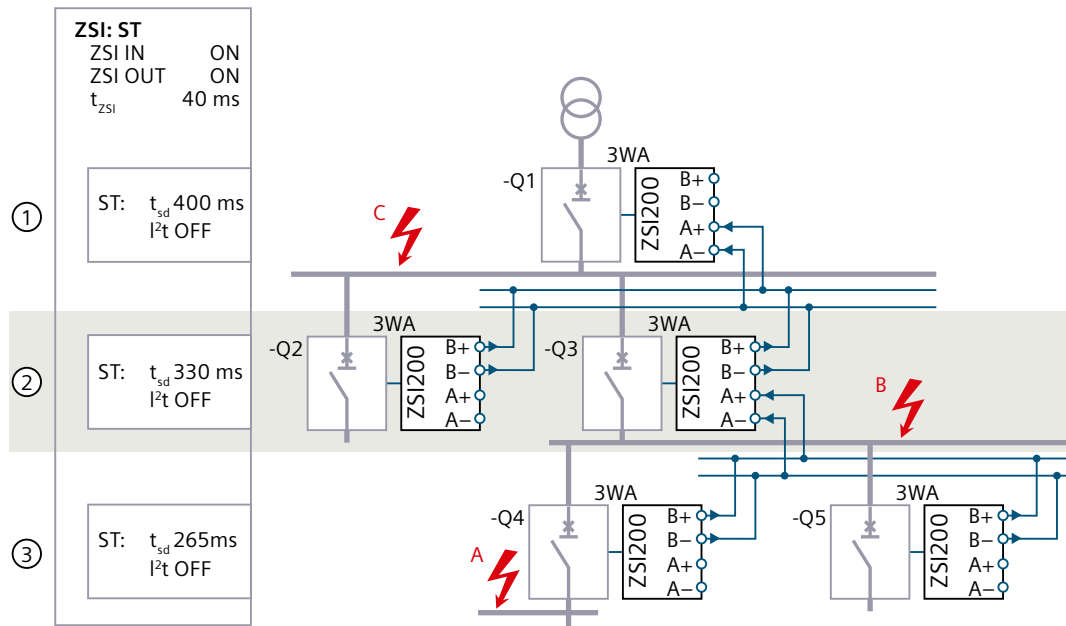 ZSI: ST
ZSI IN ON
ZSI OUT ON
tZSI 40 ms
1
ST: tsd 400 ms
I²t OFF
2
ST: tsd 330 ms
I²t OFF
3
ST: tsd 265ms
I²t OFF
-Q1
3WA
ZSI200
B+
B−
A+
A−
C
-Q2
3WA
ZSI200
B+
B−
A+
A−
-Q3
3WA
ZSI200
B+
B−
A+
A−
B
-Q4
3WA
ZSI200
B+
B−
A+
A−
A
-Q5
3WA
ZSI200
B+
B−
A+
A−